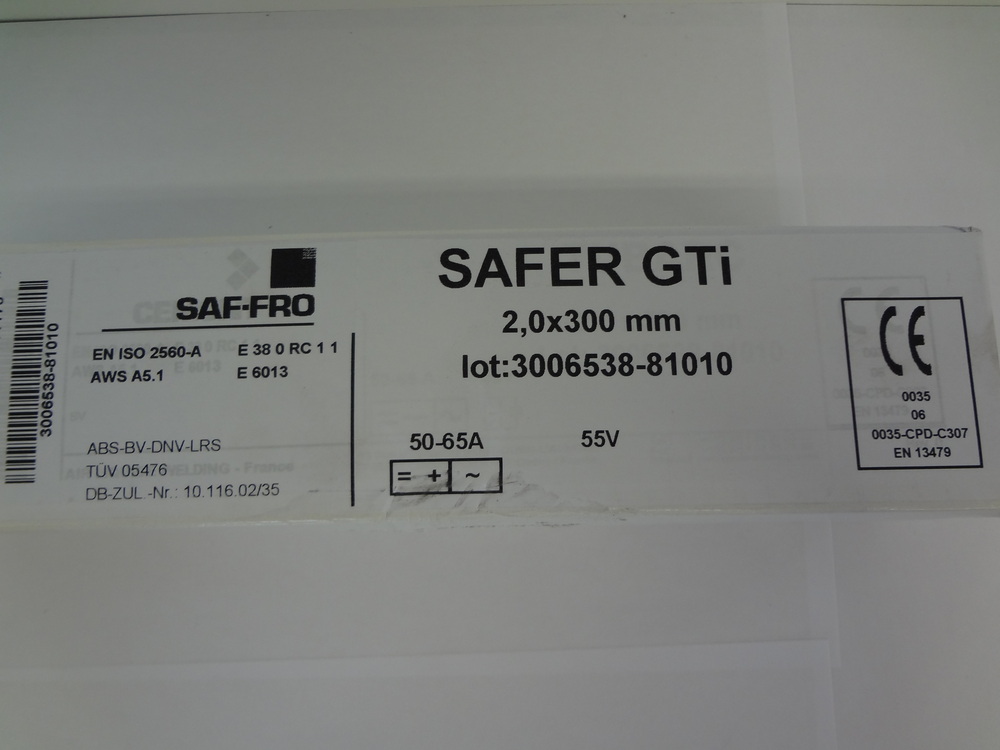 3006538-81010
SAF-FRO
EN ISO 2560-A E 38 0 RC 1 1
AWS A5.1 E 6013
ABS-BV-DNV-LRS
TÜV 05476
DB-ZUL -Nr.: 10.116.02/35
SAFER GTi
2,0x300 mm
lot:3006538-81010
50-65A 55V
= + ~
CE
0035
06
0035-CPD-C307
EN 13479